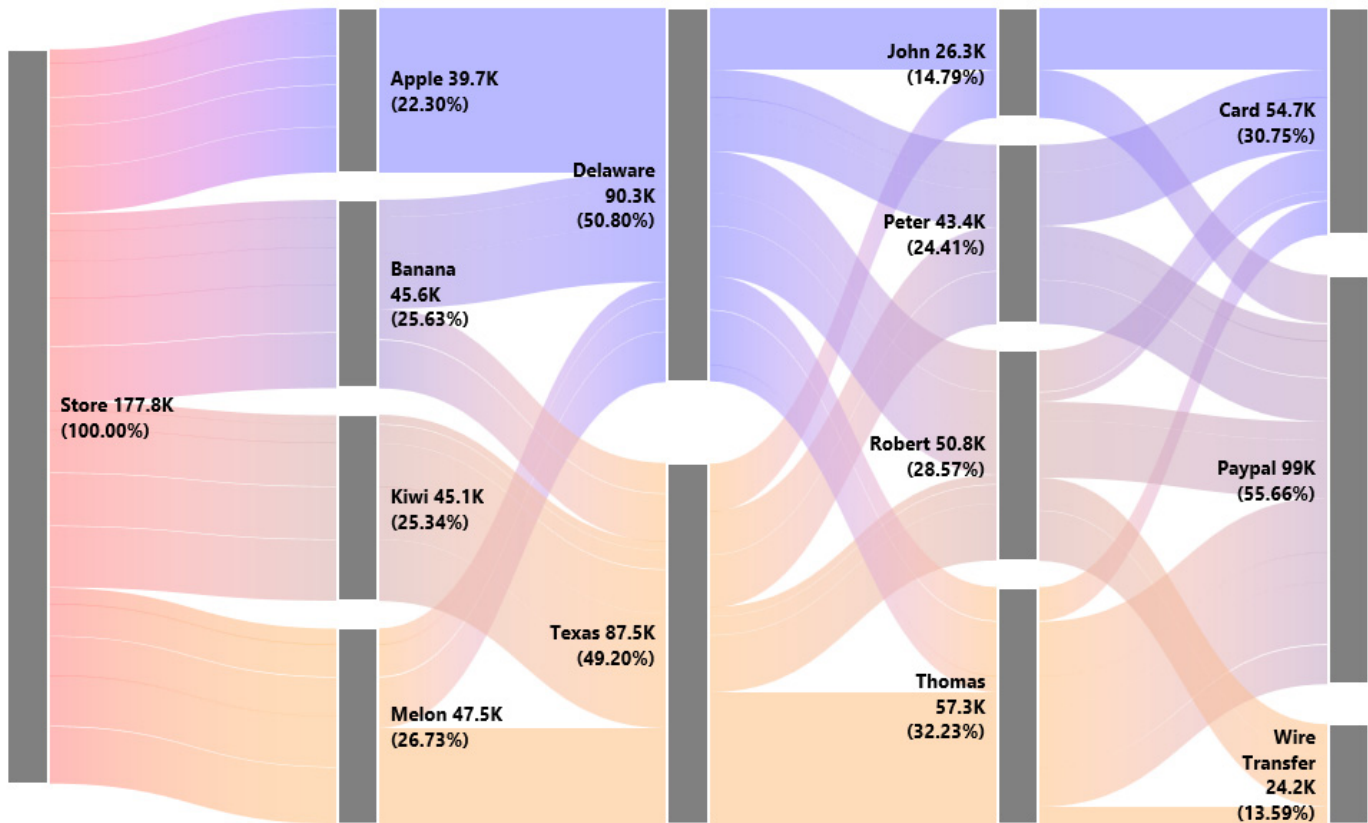 Store 177.8K
(100.00%)
Apple 39.7K
(22.30%)
Banana
45.6K
(25.63%)
Kiwi 45.1K
(25.34%)
Melon 47.5K
(26.73%)
Delaware
90.3K
(50.80%)
Texas 87.5K
(49.20%)
John 26.3K
(14.79%)
Peter 43.4K
(24.41%)
Robert 50.8K
(28.57%)
Thomas
57.3K
(32.23%)
Card 54.7K
(30.75%)
Paypal 99K
(55.66%)
Wire
Transfer
24.2K
(13.59%)